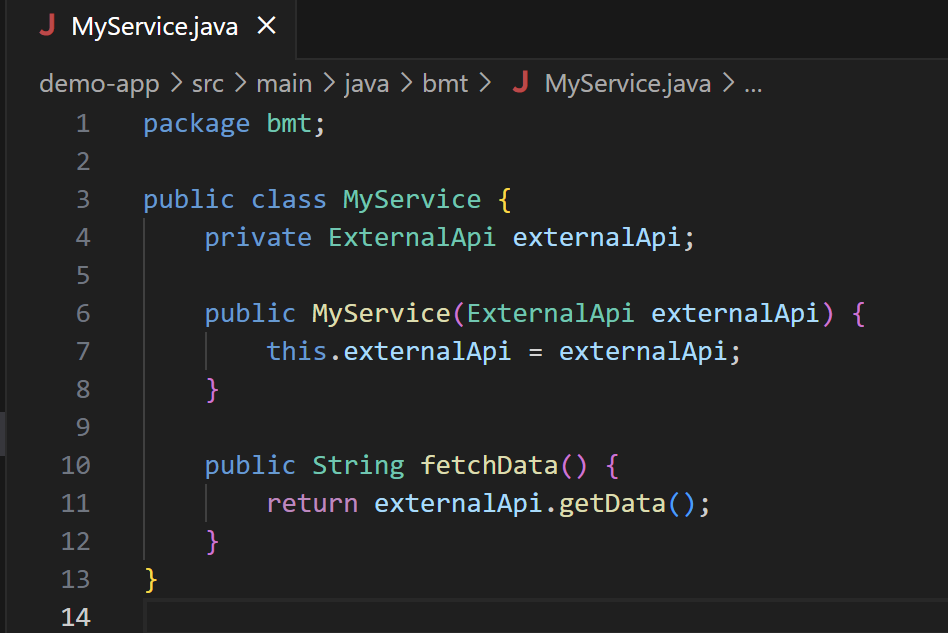 MyService.java
demo-app > src > main > java > bmt > MyService.java > ...
1 package bmt;
2
3 public class MyService {
4     private ExternalApi externalApi;
5
6     public MyService(ExternalApi externalApi) {
7         this.externalApi = externalApi;
8     }
9
10     public String fetchData() {
11         return externalApi.getData();
12     }
13 }
14